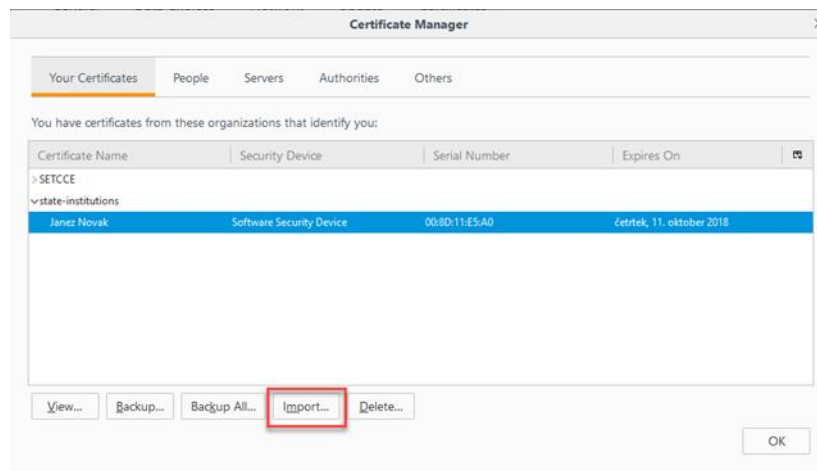 Certificate Manager
Your Certificates People Servers Authorities Others
You have certificates from these organizations that identify you:
Certificate Name Security Device Serial Number Expires On
SETCCE
state-institutions
Janez Novak Software Security Device 00:8D:11:E5:A0 četrtek, 11. oktober 2018
View... Backup... Backup All... Import... Delete...
OK